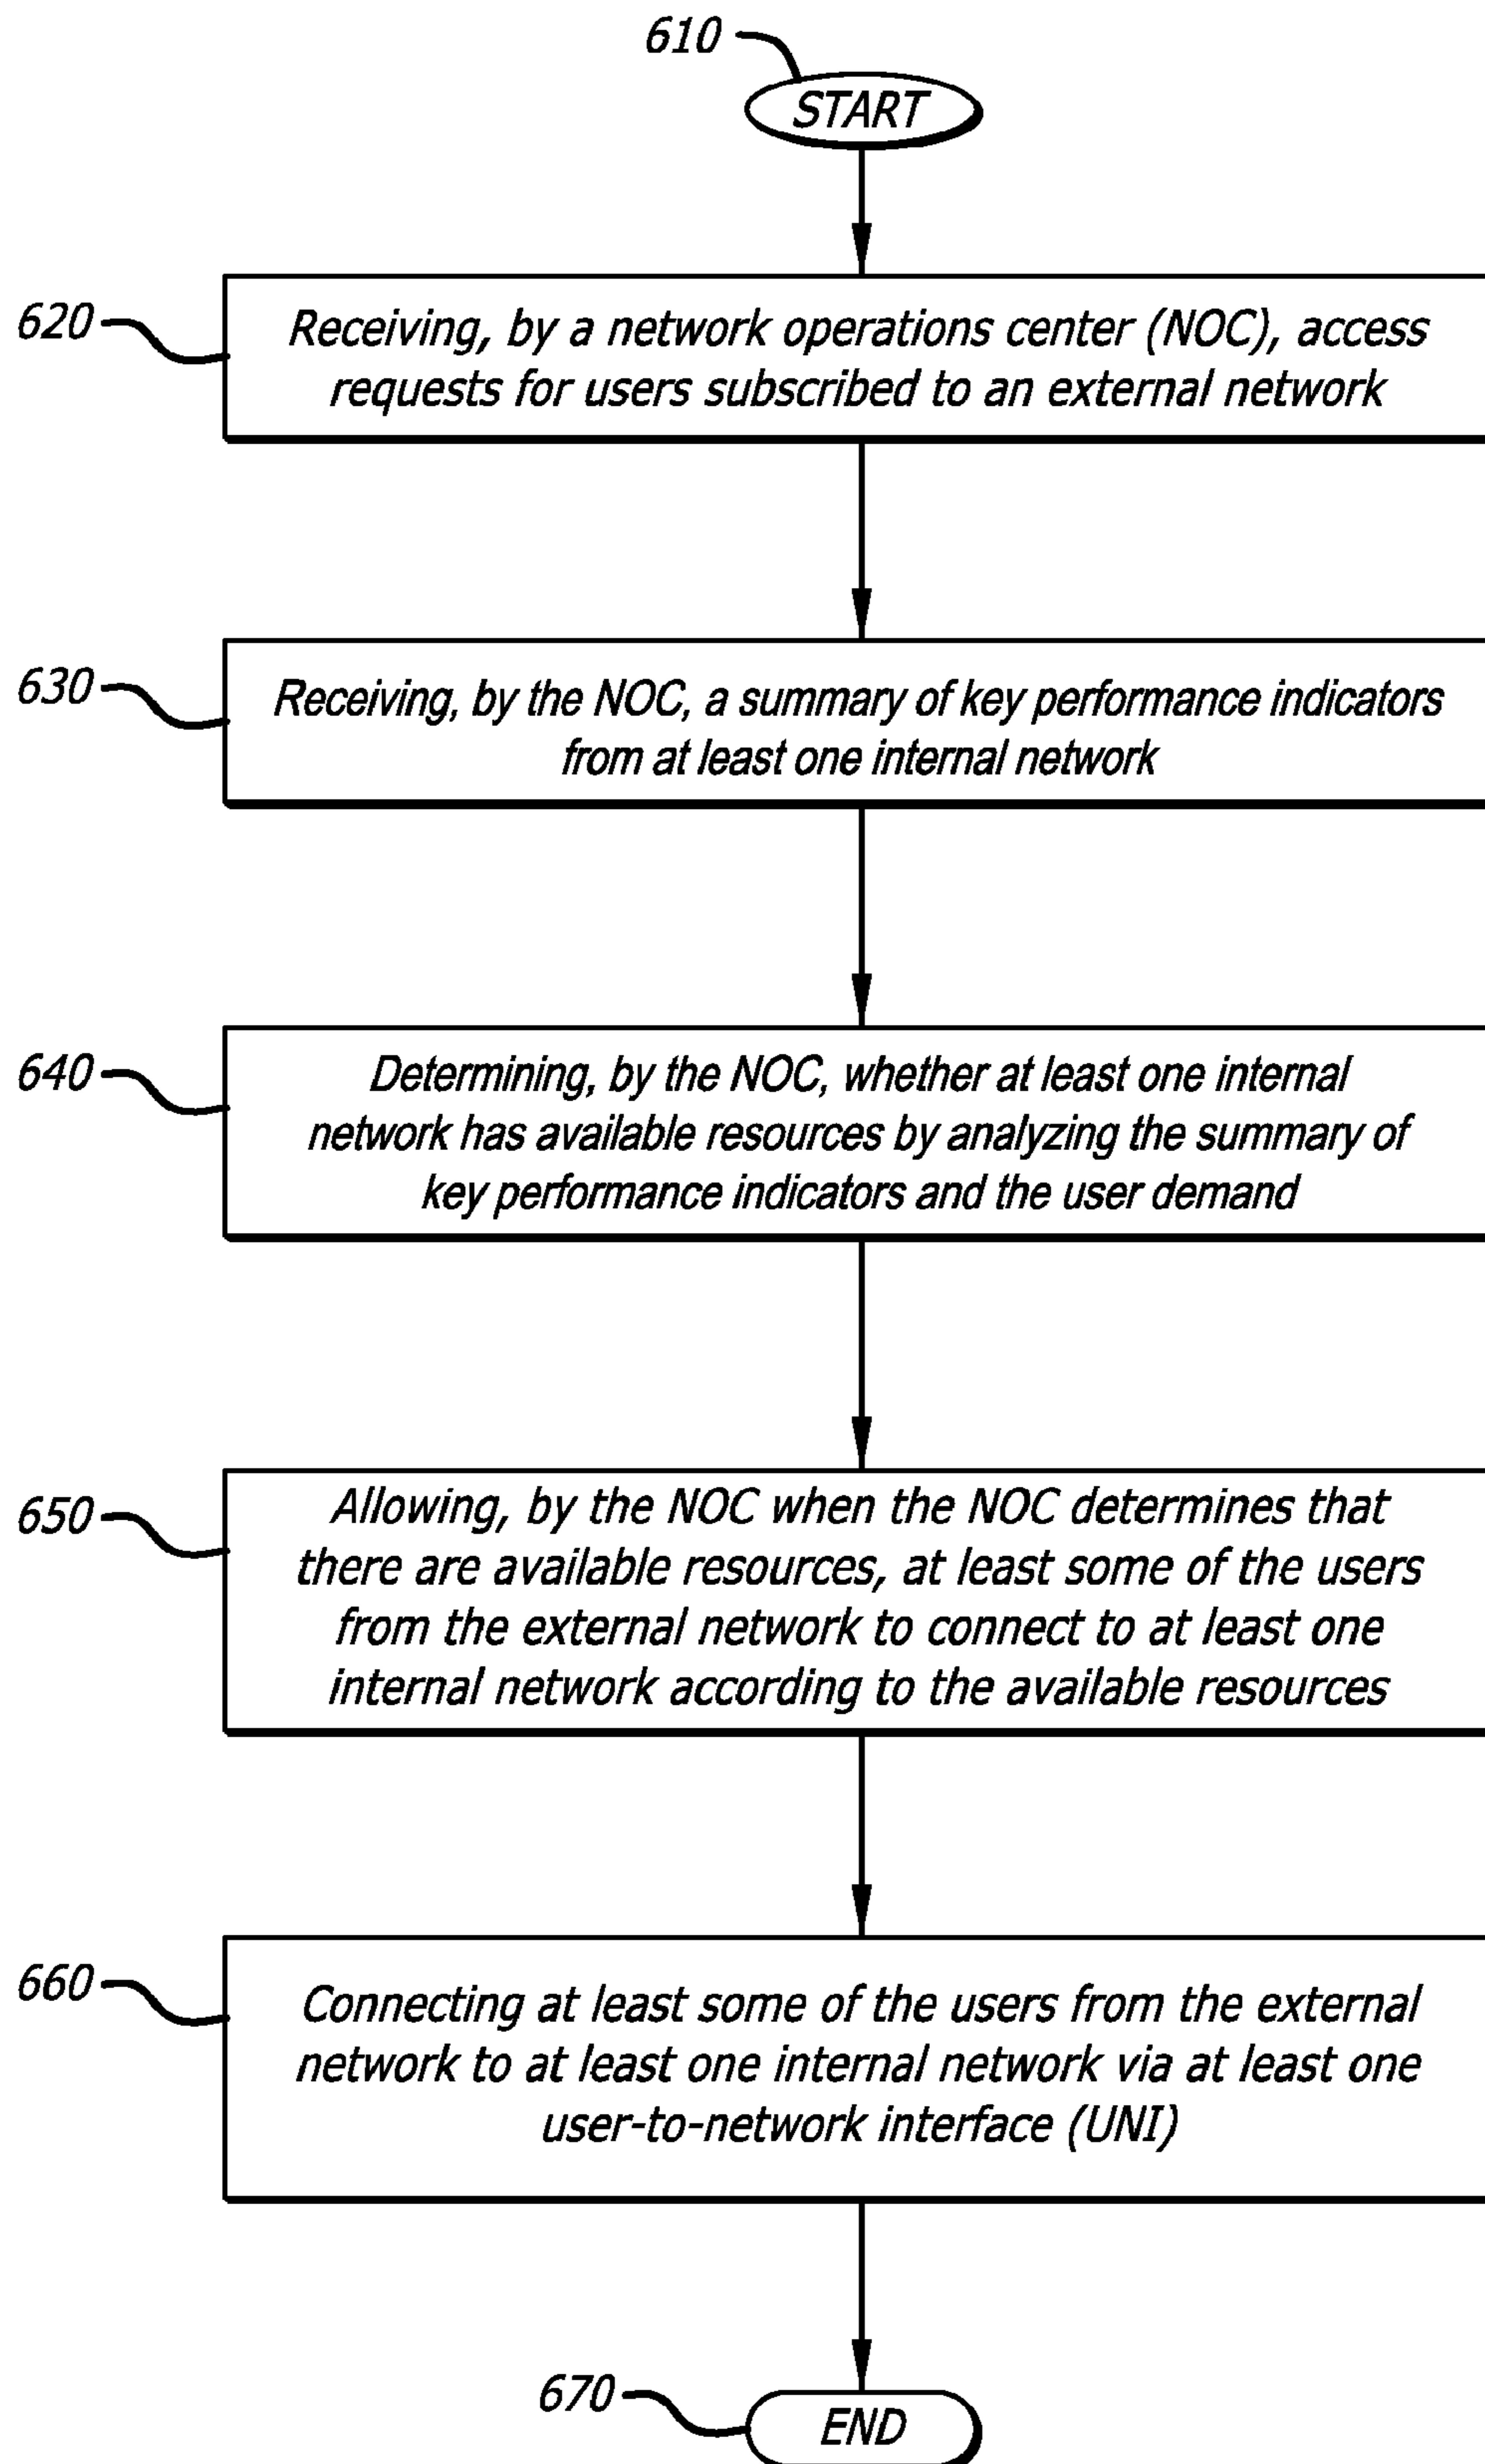 610
START
620
Receiving, by a network operations center (NOC), access
requests for users subscribed to an external network
630
Receiving, by the NOC, a summary of key performance indicators
from at least one internal network
640
Determining, by the NOC, whether at least one internal
network has available resources by analyzing the summary of
key performance indicators and the user demand
650
Allowing, by the NOC when the NOC determines that
there are available resources, at least some of the users
from the external network to connect to at least one
internal network according to the available resources
660
Connecting at least some of the users from the external
network to at least one internal network via at least one
user-to-network interface (UNI)
670
END